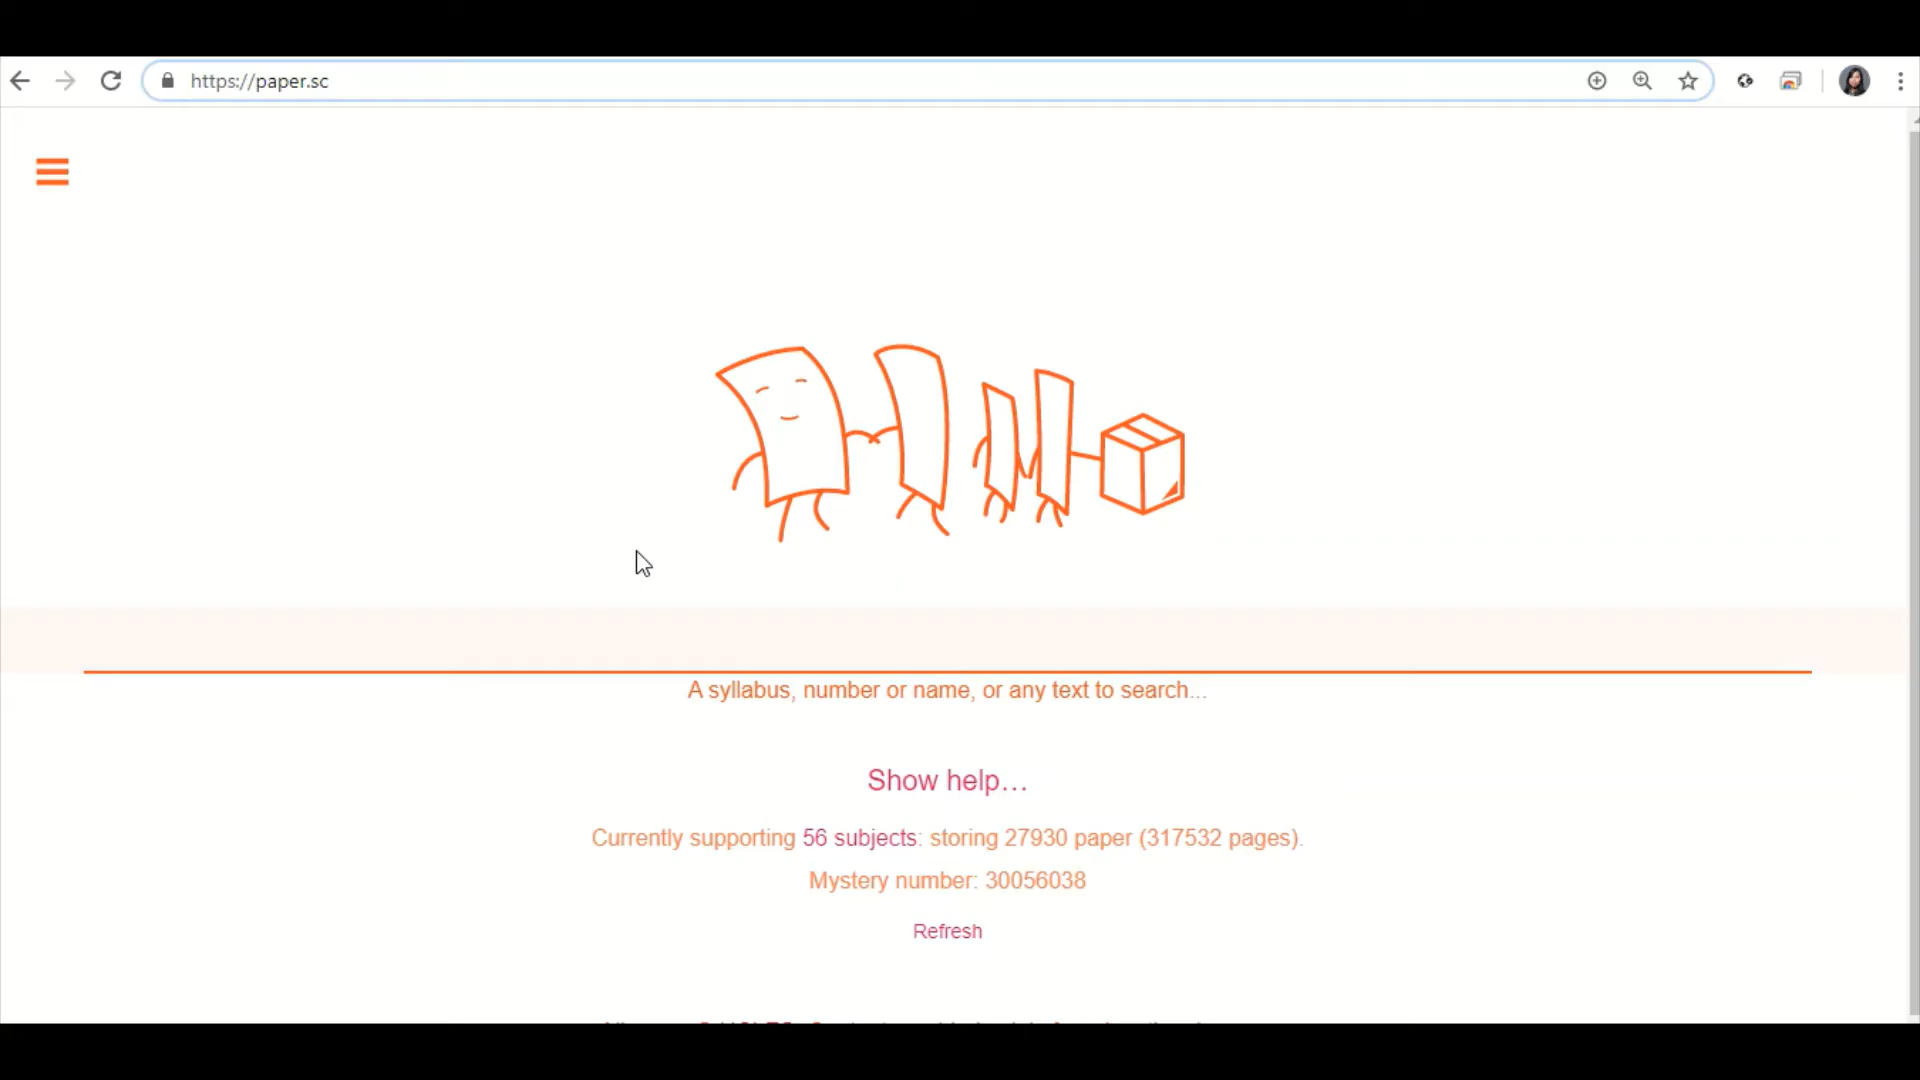 https://paper.sc
A syllabus, number or name, or any text to search...
Show help...
Currently supporting 56 subjects: storing 27930 paper (317532 pages).
Mystery number: 30056038
Refresh